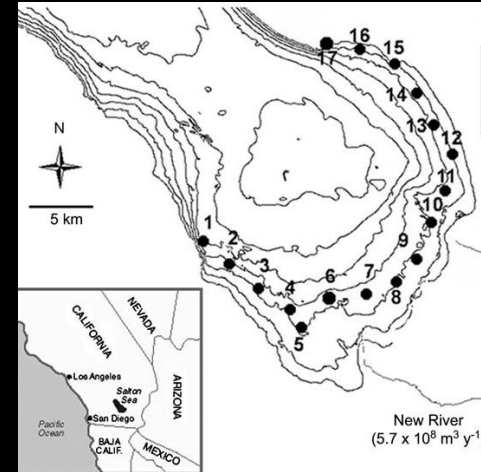 16
15
17
14
13
12
11
10
9
8
7
6
5
4
3
2
1
N
5 km
NEVADA
CALIFORNIA
Los Angeles
Salton
Sea
San Diego
ARIZONA
Pacific
Ocean
BAJA
CALIF.
MEXICO
New River
(5.7 x 10⁸ m³ y⁻¹